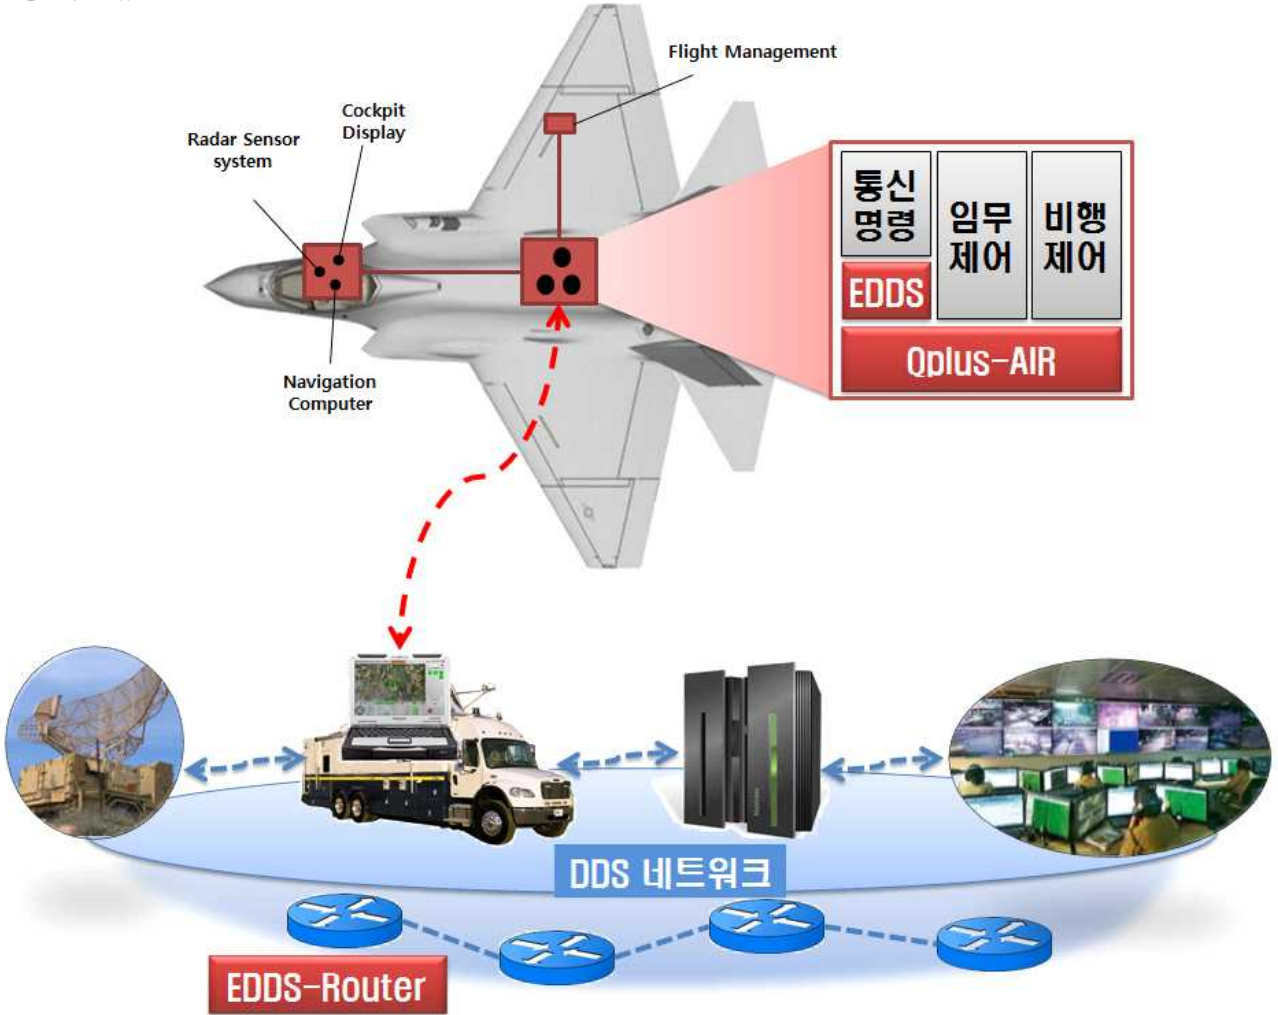 Flight Management
Cockpit
Display
Radar Sensor
system
Navigation
Computer
통신
명령
임무
제어
비행
제어
EDDS
Qplus-AIR
DDS 네트워크
EDDS-Router